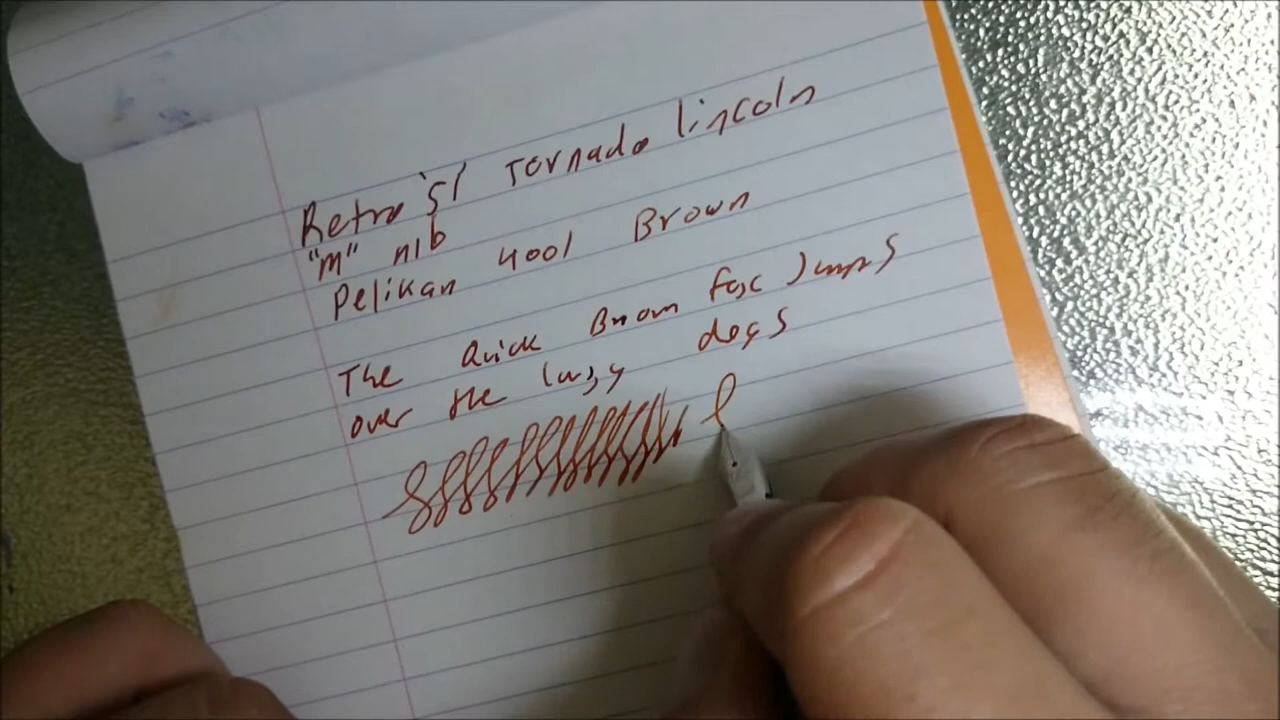 Retro '51 Tornado Lincoln
"M" nib
Pelikan 4001 Brown
The Quick Brown fox Jumps
over the lazy dogs